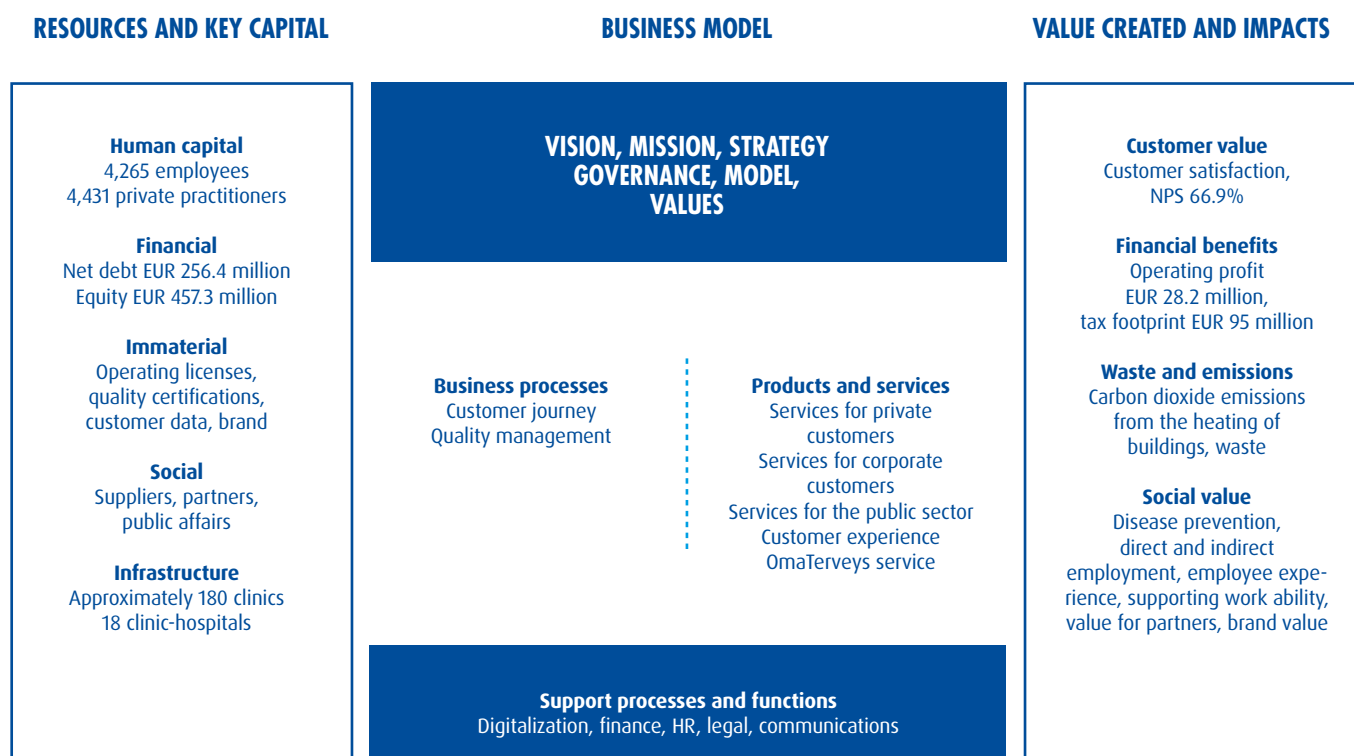 RESOURCES AND KEY CAPITAL
Human capital
4,265 employees
4,431 private practitioners
Financial
Net debt EUR 256.4 million
Equity EUR 457.3 million
Immaterial
Operating licenses,
quality certifications,
customer data, brand
Social
Suppliers, partners,
public affairs
Infrastructure
Approximately 180 clinics
18 clinic-hospitals
BUSINESS MODEL
VISION, MISSION, STRATEGY
GOVERNANCE, MODEL,
VALUES
Business processes
Customer journey
Quality management
Products and services
Services for private
customers
Services for corporate
customers
Services for the public sector
Customer experience
OmaTerveys service
Support processes and functions
Digitalization, finance, HR, legal, communications
VALUE CREATED AND IMPACTS
Customer value
Customer satisfaction,
NPS 66.9%
Financial benefits
Operating profit
EUR 28.2 million,
tax footprint EUR 95 million
Waste and emissions
Carbon dioxide emissions
from the heating of
buildings, waste
Social value
Disease prevention,
direct and indirect
employment, employee expe-
rience, supporting work ability,
value for partners, brand value